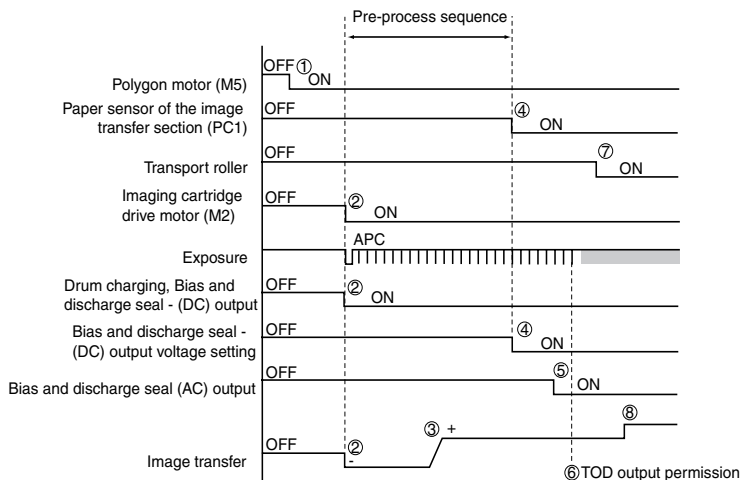 Pre-process sequence
OFF ① ON
Polygon motor (M5)
Paper sensor of the image
transfer section (PC1)
OFF ④ ON
Transport roller
OFF ⑦ ON
Imaging cartridge
drive motor (M2)
OFF ② ON
Exposure
APC
Drum charging, Bias and
discharge seal - (DC) output
OFF ② ON
Bias and discharge seal -
(DC) output voltage setting
OFF ④ ON
Bias and discharge seal (AC) output
OFF ⑤ ON
Image transfer
OFF ② - ③ + ⑧
⑥ TOD output permission